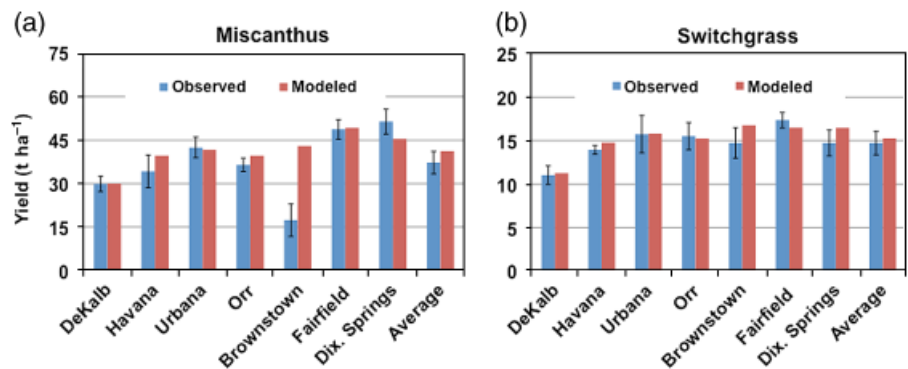 (a)
Miscanthus
Yield (t ha⁻¹)
75
60
45
30
15
0
Observed
Modeled
DeKalb
Havana
Urbana
Orr
Brownstown
Fairfield
Dix. Springs
Average
(b)
Switchgrass
25
20
15
10
5
0
Observed
Modeled
DeKalb
Havana
Urbana
Orr
Brownstown
Fairfield
Dix. Springs
Average